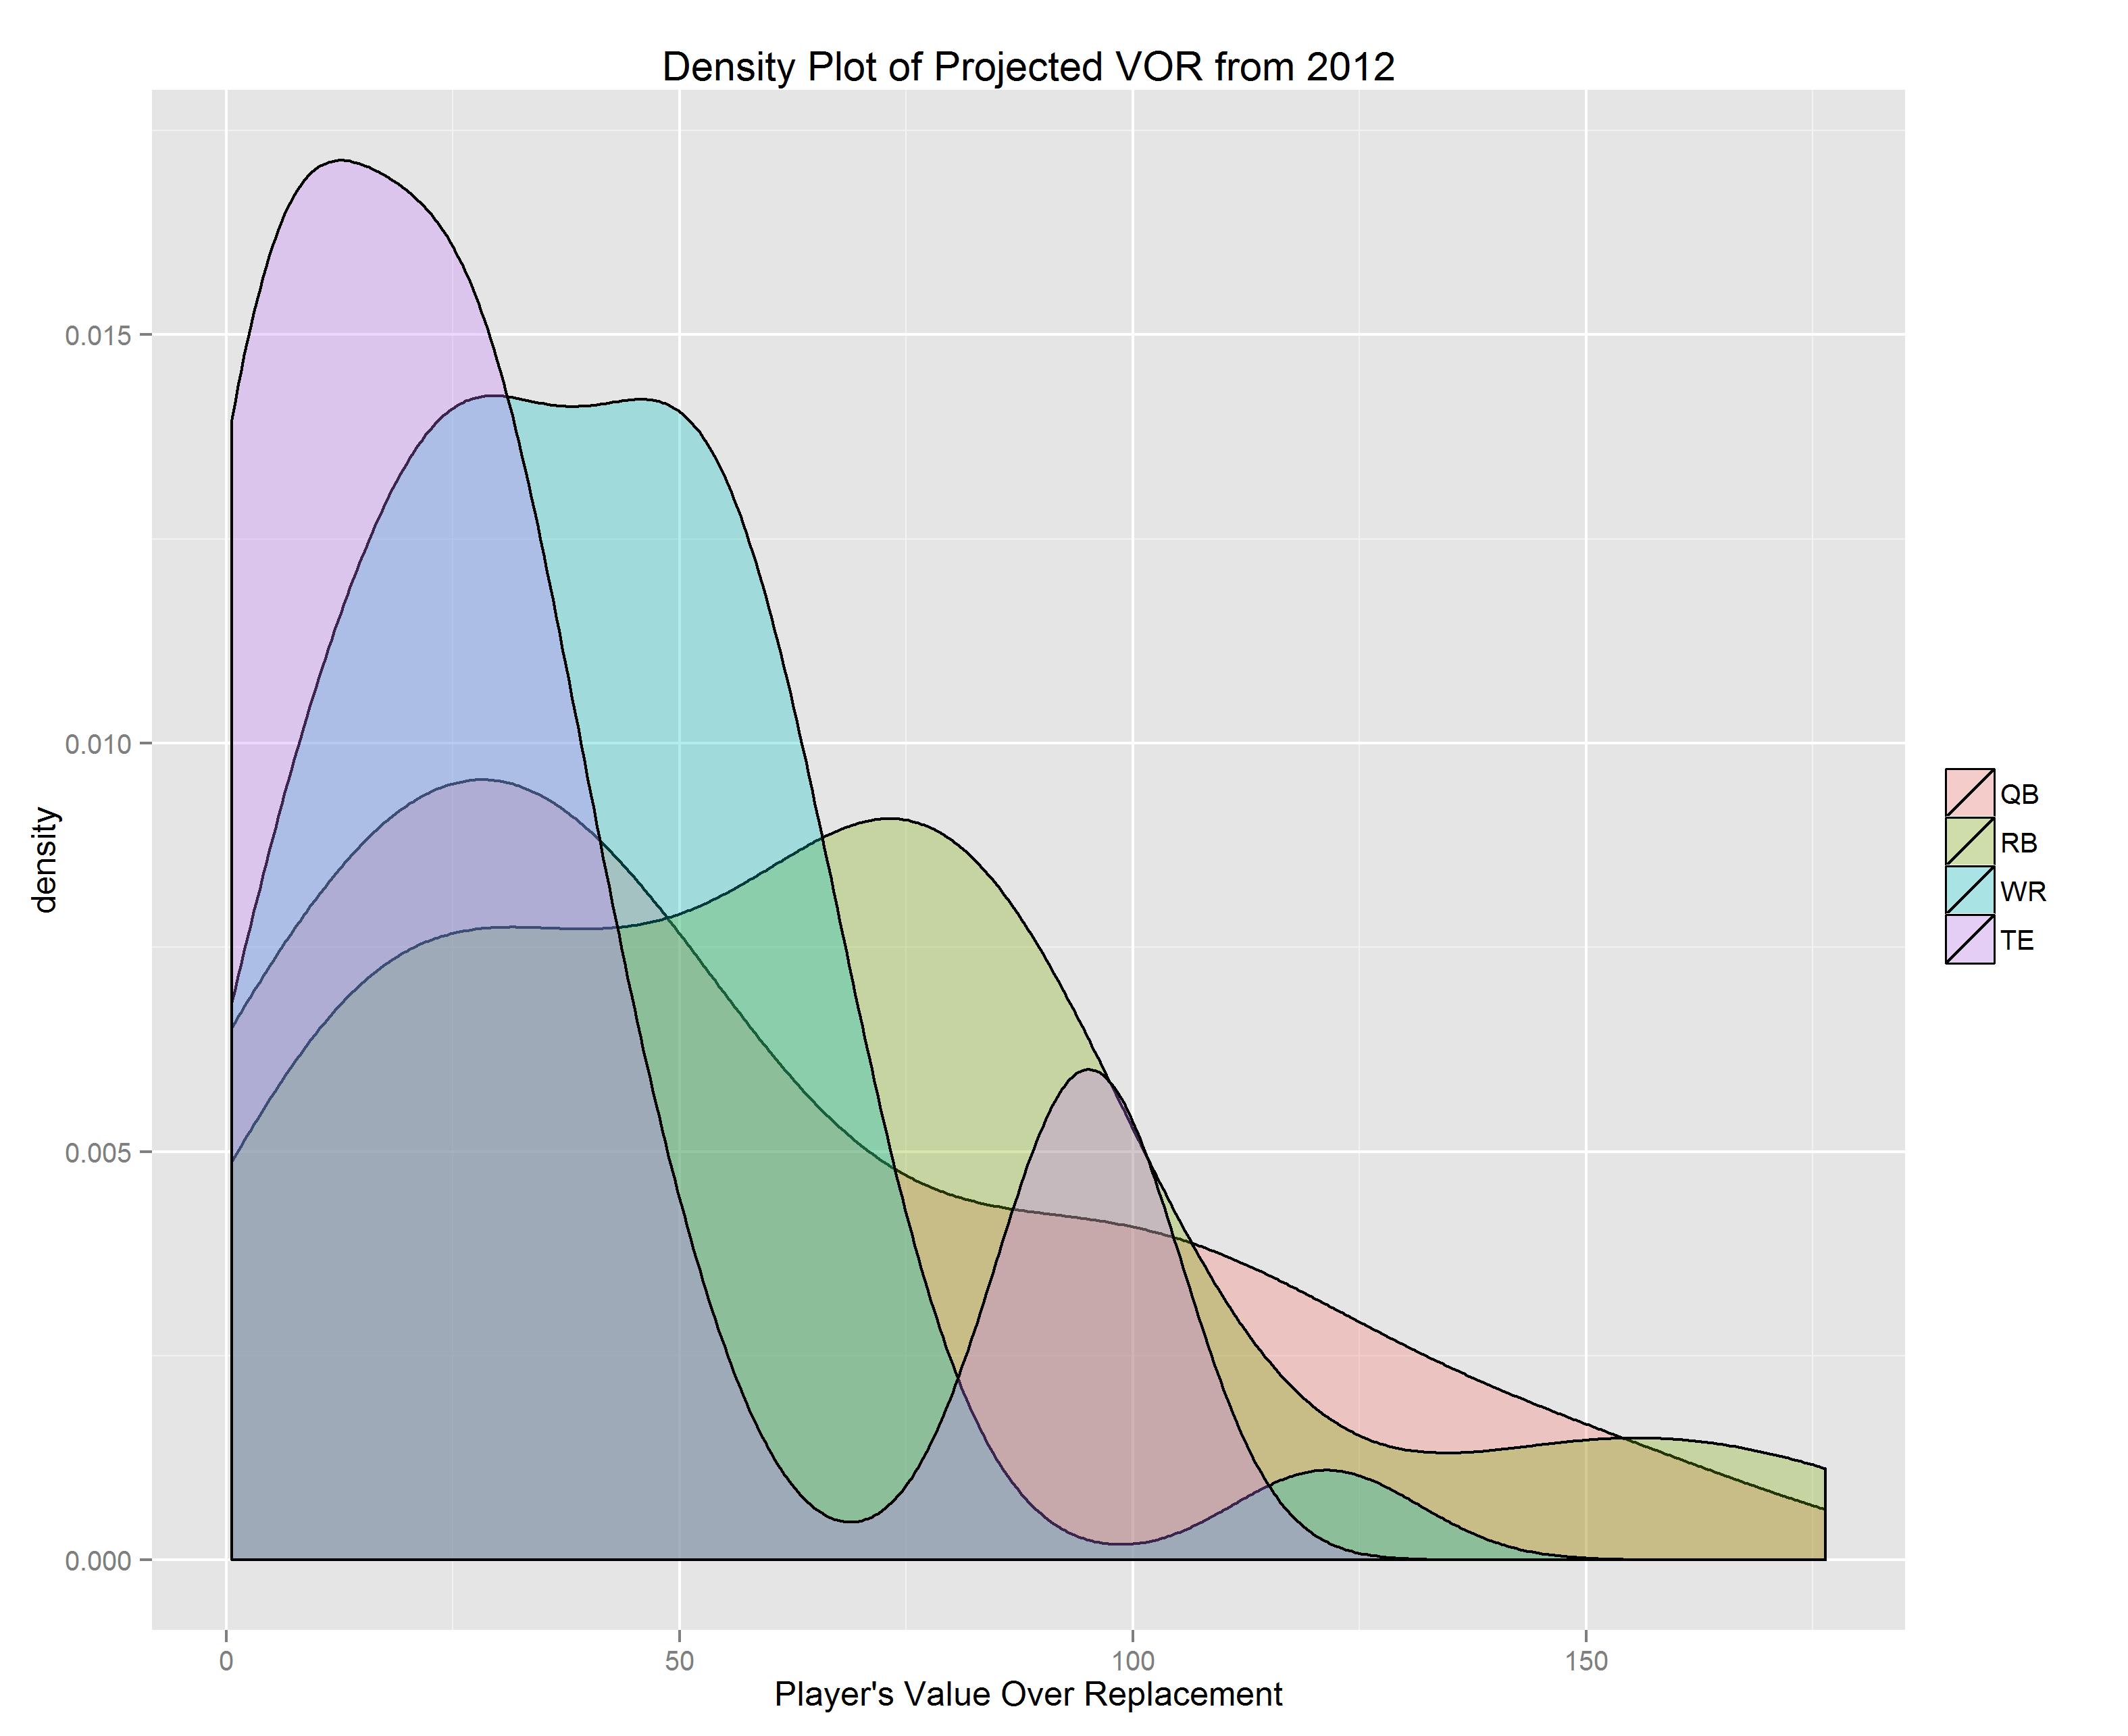 Density Plot of Projected VOR from 2012
density
0.015
0.010
0.005
0.000
0
50
100
150
Player's Value Over Replacement
QB
RB
WR
TE